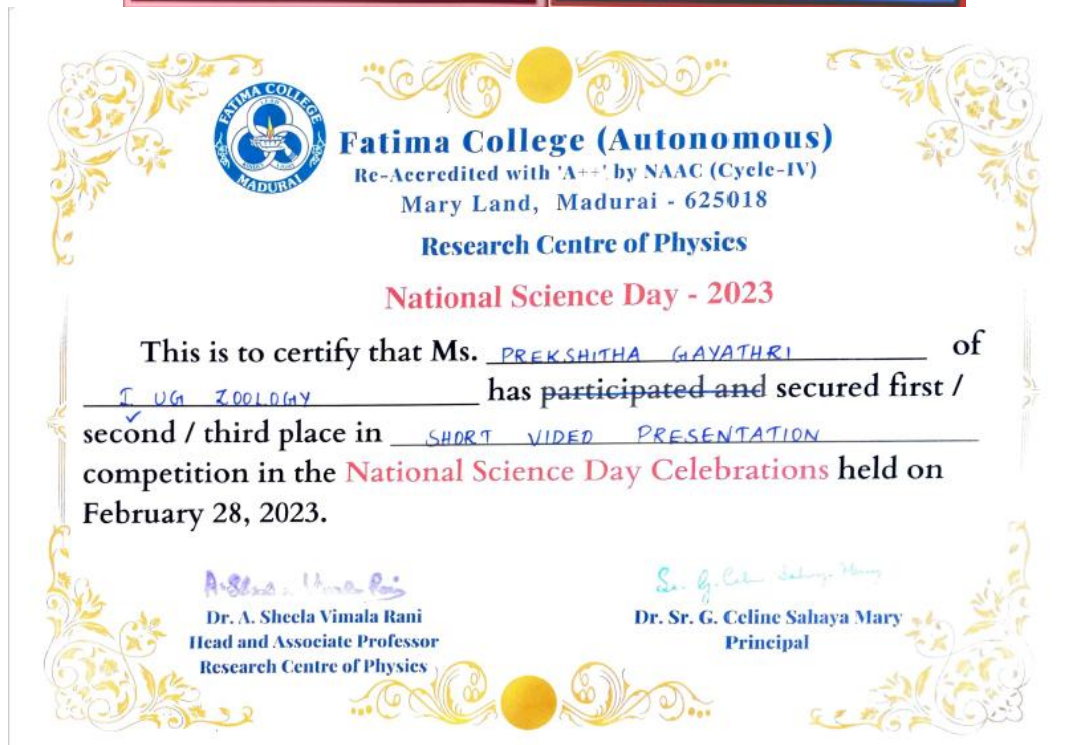 FATIMA COLLEGE
MADURAI
Fatima College (Autonomous)
Re-Accredited with 'A++' by NAAC (Cycle-IV)
Mary Land, Madurai - 625018
Research Centre of Physics
National Science Day - 2023
This is to certify that Ms. PREKSHITHA GAYATHRI of
I UG ZOOLOGY has participated and secured first /
second / third place in SHORT VIDEO PRESENTATION
competition in the National Science Day Celebrations held on
February 28, 2023.
Dr. A. Sheela Vimala Rani
Head and Associate Professor
Research Centre of Physics
Dr. Sr. G. Celine Sahaya Mary
Principal